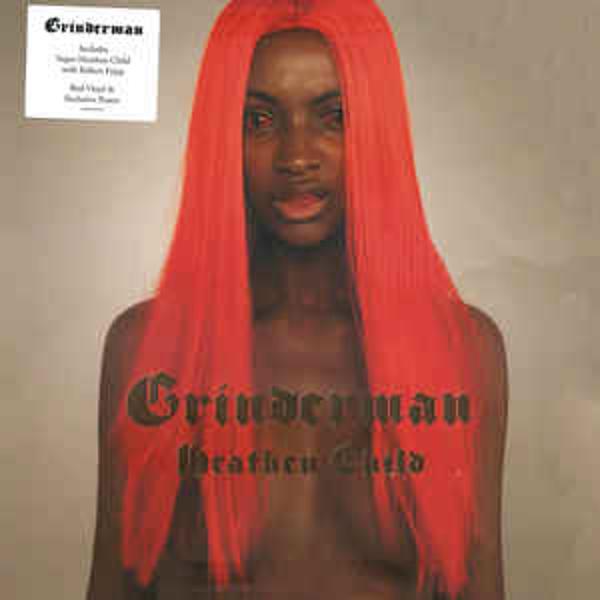 Grinderman
Includes
Super Heathen Child
with Robert Fripp
Red Vinyl &
Exclusive Poster
Grinderman
Heathen Child